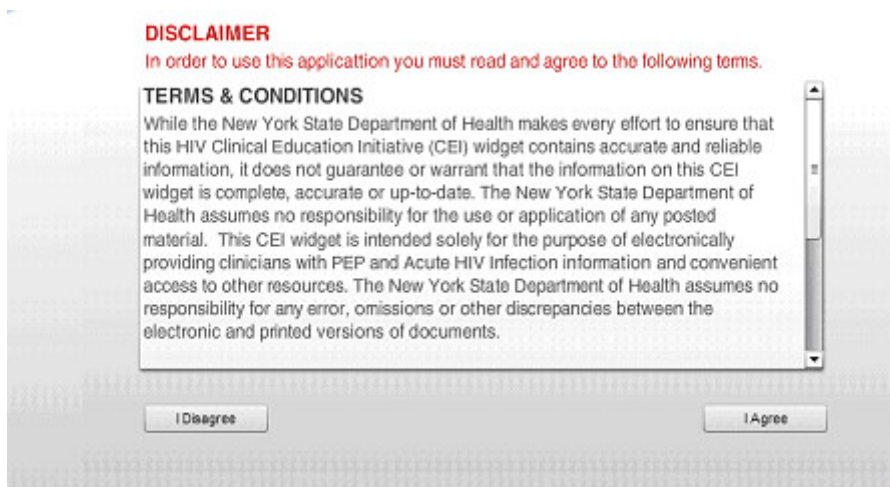 DISCLAIMER
In order to use this applicattion you must read and agree to the following terms.
TERMS & CONDITIONS
While the New York State Department of Health makes every effort to ensure that
this HIV Clinical Education Initiative (CEI) widget contains accurate and reliable
information, it does not guarantee or warrant that the information on this CEI
widget is complete, accurate or up-to-date. The New York State Department of
Health assumes no responsibility for the use or application of any posted
material. This CEI widget is intended solely for the purpose of electronically
providing clinicians with PEP and Acute HIV Infection information and convenient
access to other resources. The New York State Department of Health assumes no
responsibility for any error, omissions or other discrepancies between the
electronic and printed versions of documents.
I Disagree
I Agree